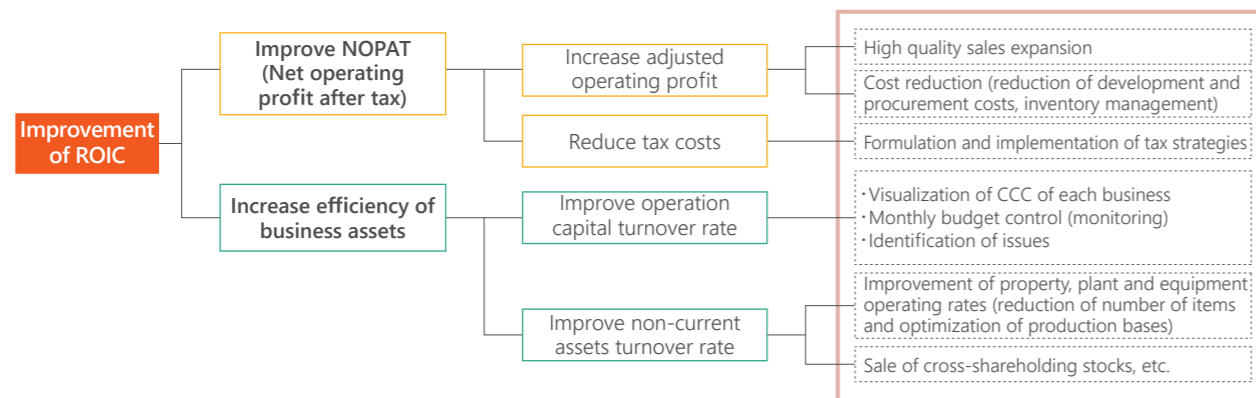 Improvement
of ROIC
Improve NOPAT
(Net operating
profit after tax)
Increase adjusted
operating profit
High quality sales expansion
Cost reduction (reduction of development and
procurement costs, inventory management)
Reduce tax costs
Formulation and implementation of tax strategies
Increase efficiency of
business assets
Improve operation
capital turnover rate
・Visualization of CCC of each business
・Monthly budget control (monitoring)
・Identification of issues
Improve non-current
assets turnover rate
Improvement of property, plant and equipment
operating rates (reduction of number of items
and optimization of production bases)
Sale of cross-shareholding stocks, etc.